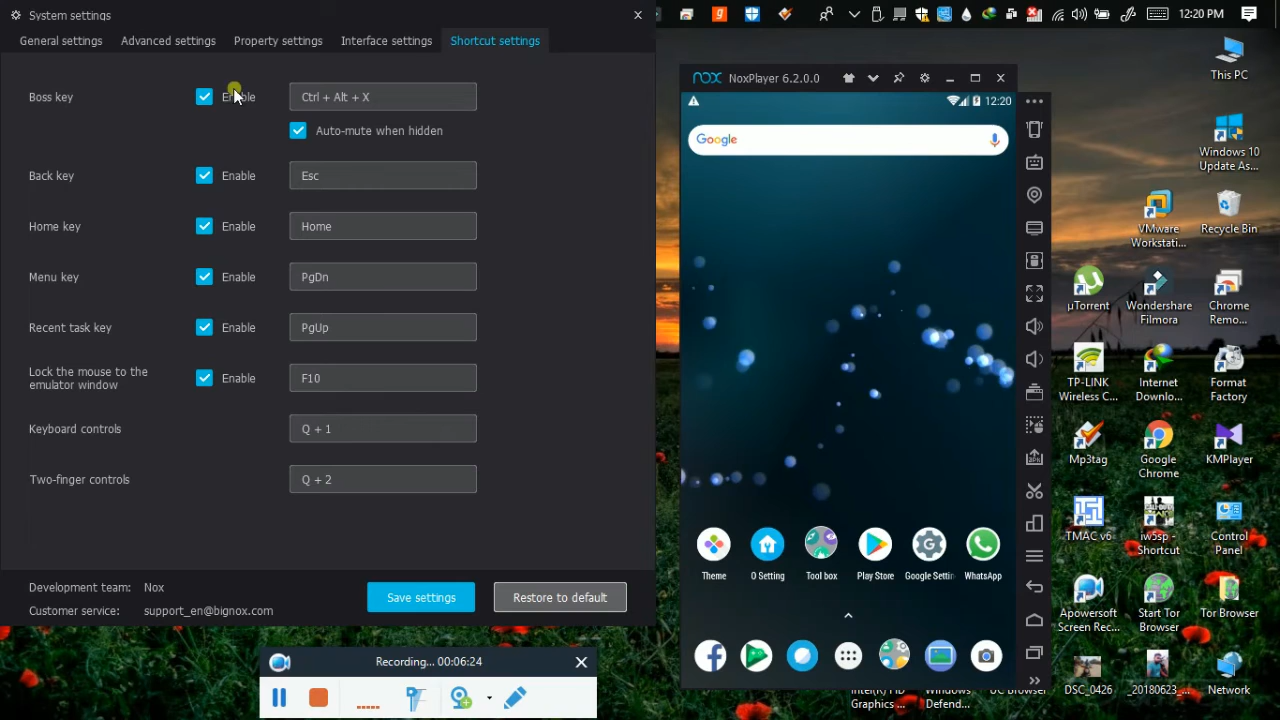 System settings
General settings
Advanced settings
Property settings
Interface settings
Shortcut settings
Boss key
Enable
Ctrl + Alt + X
Auto-mute when hidden
Back key
Enable
Esc
Home key
Enable
Home
Menu key
Enable
PgDn
Recent task key
Enable
PgUp
Lock the mouse to the
emulator window
Enable
F10
Keyboard controls
Q + 1
Two-finger controls
Q + 2
Development team: Nox
Customer service: support_en@bignox.com
Save settings
Restore to default
Recording... 00:06:24
12:20 PM
nox NoxPlayer 6.2.0.0
12:20
Google
Theme
O Setting
Tool box
Play Store
Google Settin
WhatsApp
This PC
Windows 10
Update As...
VMware
Workstati...
Recycle Bin
µTorrent
Wondershare
Filmora
Chrome
Remo...
TP-LINK
Wireless C...
Internet
Downlo...
Format
Factory
Mp3tag
Google
Chrome
KMPlayer
TMAC v6
iw5sp -
Shortcut
Control
Panel
Apowersoft
Screen Rec...
Start Tor
Browser
Tor Browser
DSC_0426
_20180623_...
Network
Intel(R) HD
Graphics ...
Windows
Defend...
UC Browser